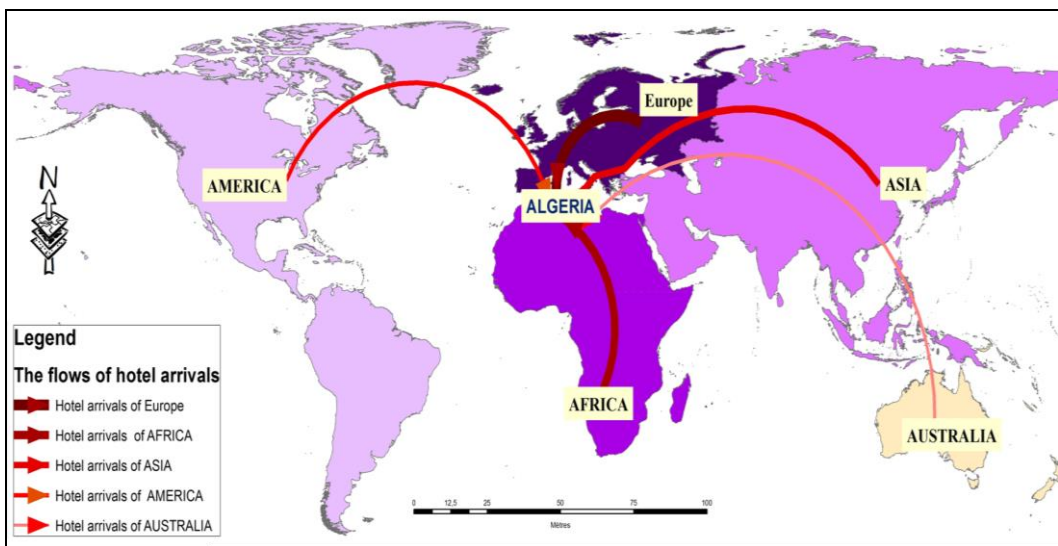 Europe
AMERICA
ASIA
ALGERIA
N
AFRICA
AUSTRALIA
Legend
The flows of hotel arrivals
Hotel arrivals of Europe
Hotel arrivals of AFRICA
Hotel arrivals of ASIA
Hotel arrivals of AMERICA
Hotel arrivals of AUSTRALIA
0 12,5 25 50 75 100
Mètres